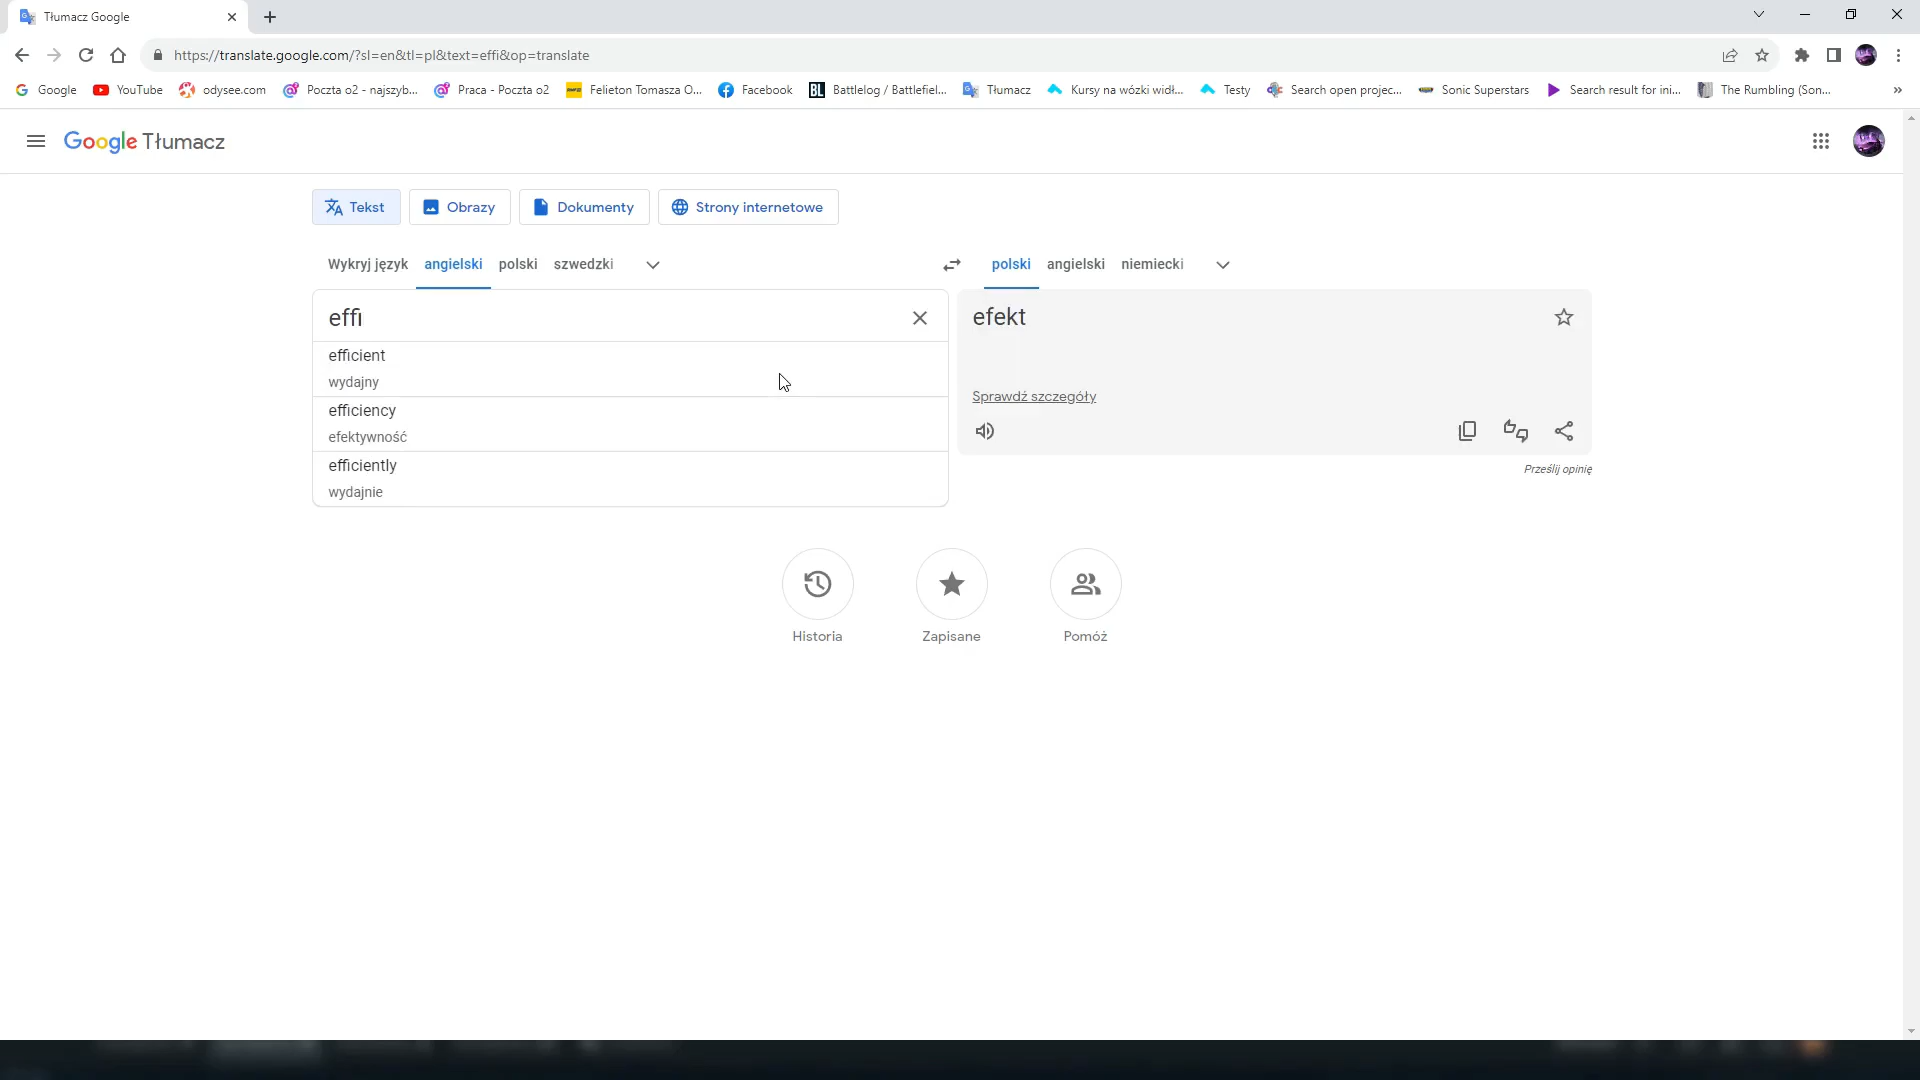 Tłumacz Google
https://translate.google.com/?sl=en&tl=pl&text=effi&op=translate
Google YouTube odysee.com Poczta o2 - najszyb... Praca - Poczta o2 Felieton Tomasza O... Facebook Battlelog / Battlefiel... Tłumacz Kursy na wózki widł... Testy Search open projec... Sonic Superstars Search result for ini... The Rumbling (Son... »
Google Tłumacz
Tekst Obrazy Dokumenty Strony internetowe
Wykryj język angielski polski szwedzki polski angielski niemiecki
effi
efekt
efficient
wydajny
Sprawdź szczegóły
efficiency
efektywność
efficiently
Prześlij opinię
wydajnie
Historia Zapisane Pomóż